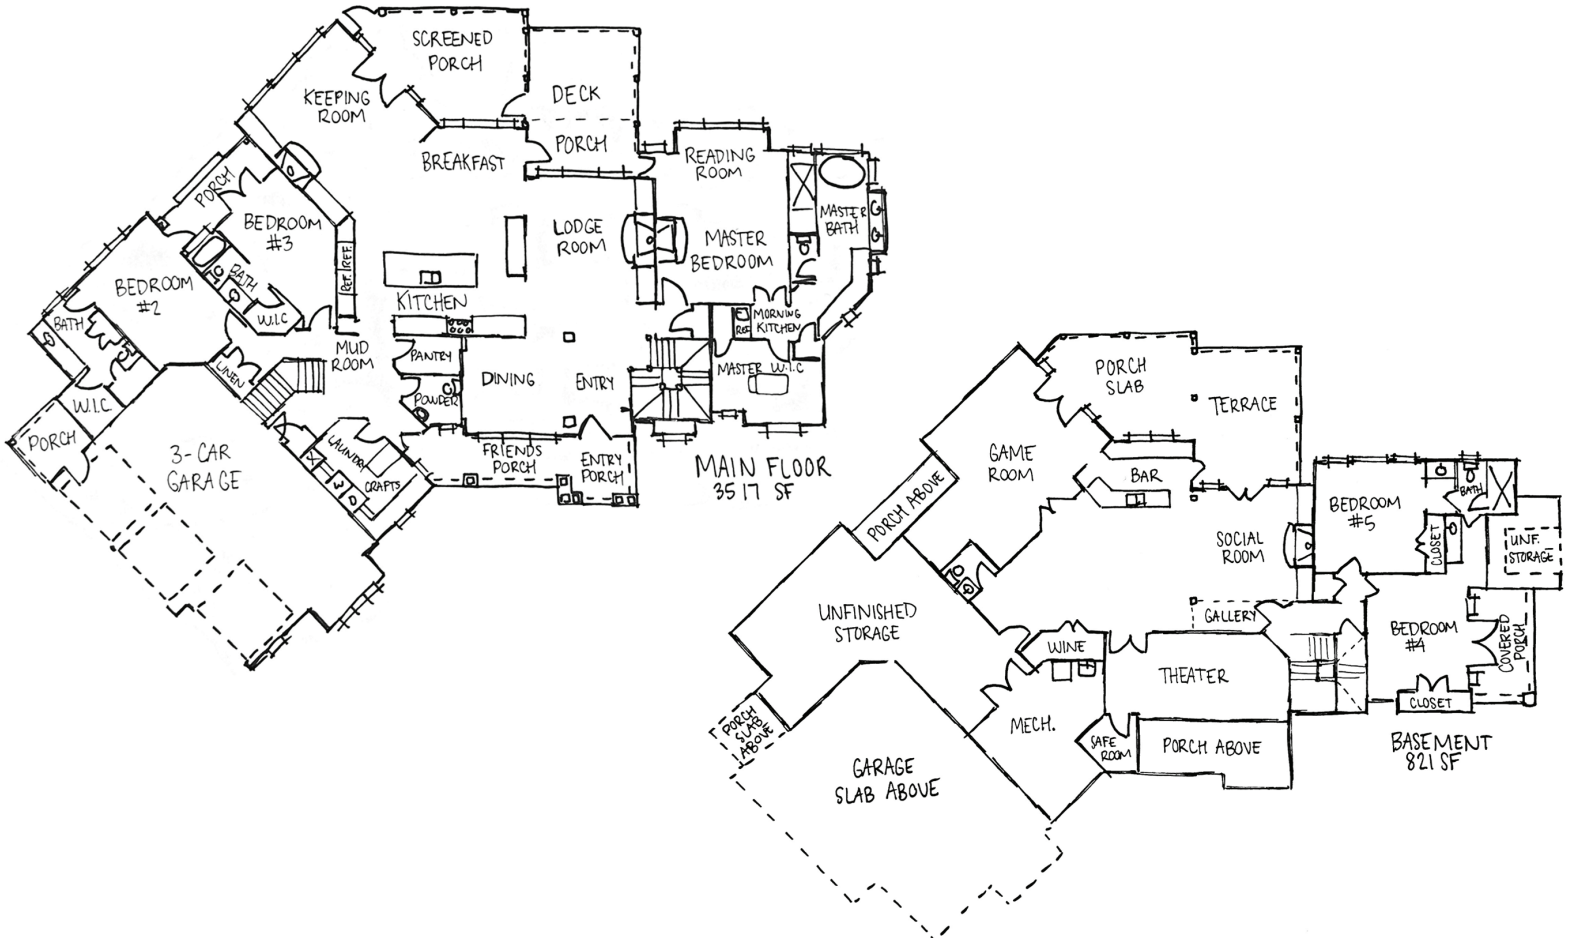 SCREENED
PORCH
KEEPING
ROOM
DECK
PORCH
BREAKFAST
READING
ROOM
PORCH
BEDROOM
#3
LODGE
ROOM
MASTER
BATH
MASTER
BEDROOM
REF. REF.
BEDROOM
#2
BATH
W.I.C
KITCHEN
BATH
REF.
MORNING
KITCHEN
MUD
ROOM
PANTRY
DINING
ENTRY
MASTER W.I.C
LINEN
POWDER
W.I.C.
PORCH
3-CAR
GARAGE
LAUNDRY
CRAFTS
W
D
FRIENDS
PORCH
ENTRY
PORCH
MAIN FLOOR
3517 SF
PORCH
SLAB
TERRACE
GAME
ROOM
BAR
PORCH ABOVE
BEDROOM
#5
BATH
CLOSET
UNF.
STORAGE
SOCIAL
ROOM
UNFINISHED
STORAGE
GALLERY
WINE
BEDROOM
#4
COVERED
PORCH
THEATER
CLOSET
MECH.
PORCH
SLAB
ABOVE
SAFE
ROOM
PORCH ABOVE
GARAGE
SLAB ABOVE
BASEMENT
821 SF